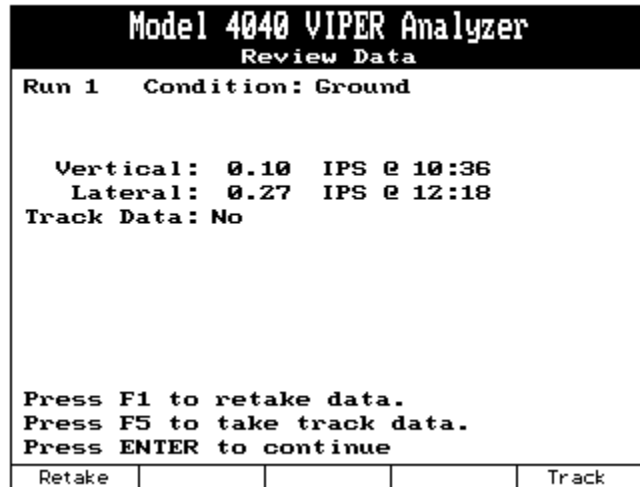 Model 4040 VIPER Analyzer
Review Data
Run 1 Condition: Ground
Vertical: 0.10 IPS @ 10:36
Lateral: 0.27 IPS @ 12:18
Track Data: No
Press F1 to retake data.
Press F5 to take track data.
Press ENTER to continue
Retake Track